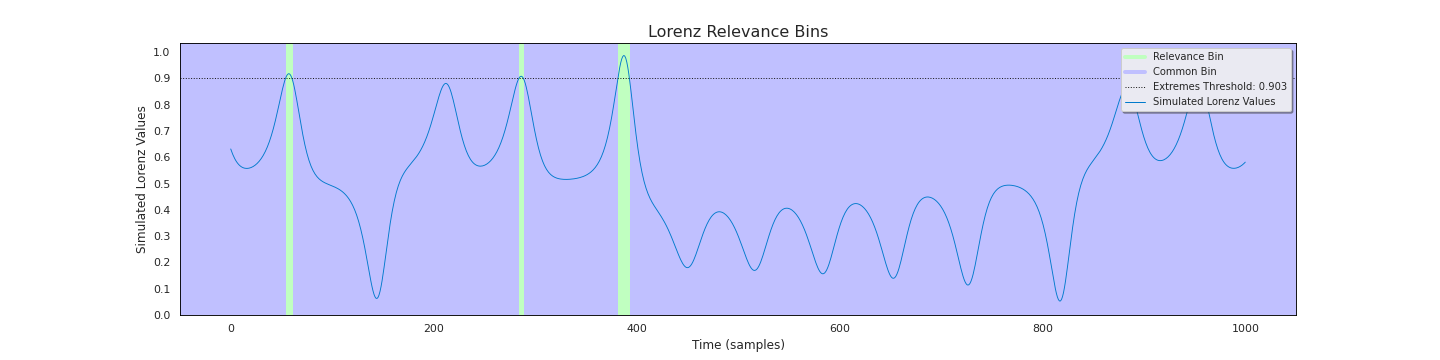 Lorenz Relevance Bins
Simulated Lorenz Values
1.0
0.9
0.8
0.7
0.6
0.5
0.4
0.3
0.2
0.1
0.0
Relevance Bin
Common Bin
Extremes Threshold: 0.903
Simulated Lorenz Values
0 200 400 600 800 1000
Time (samples)